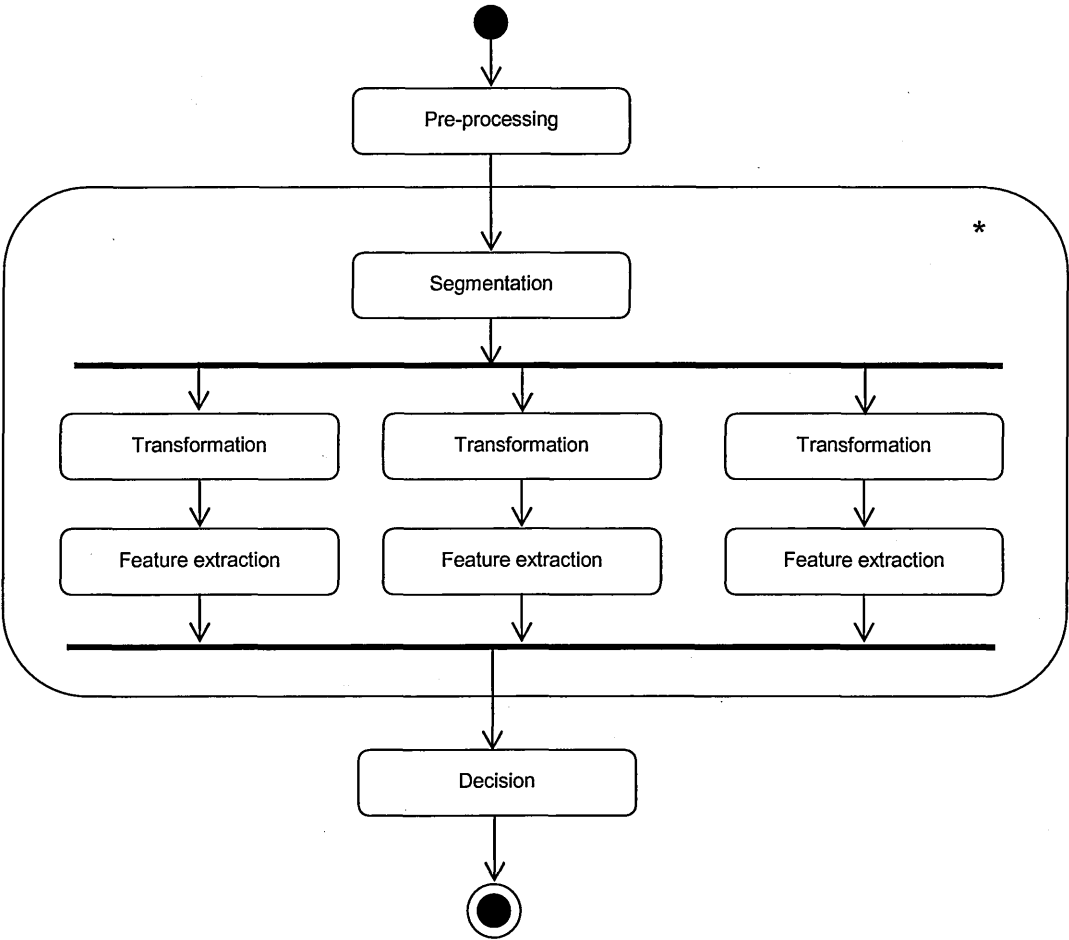 Pre-processing
*
Segmentation
Transformation
Transformation
Transformation
Feature extraction
Feature extraction
Feature extraction
Decision